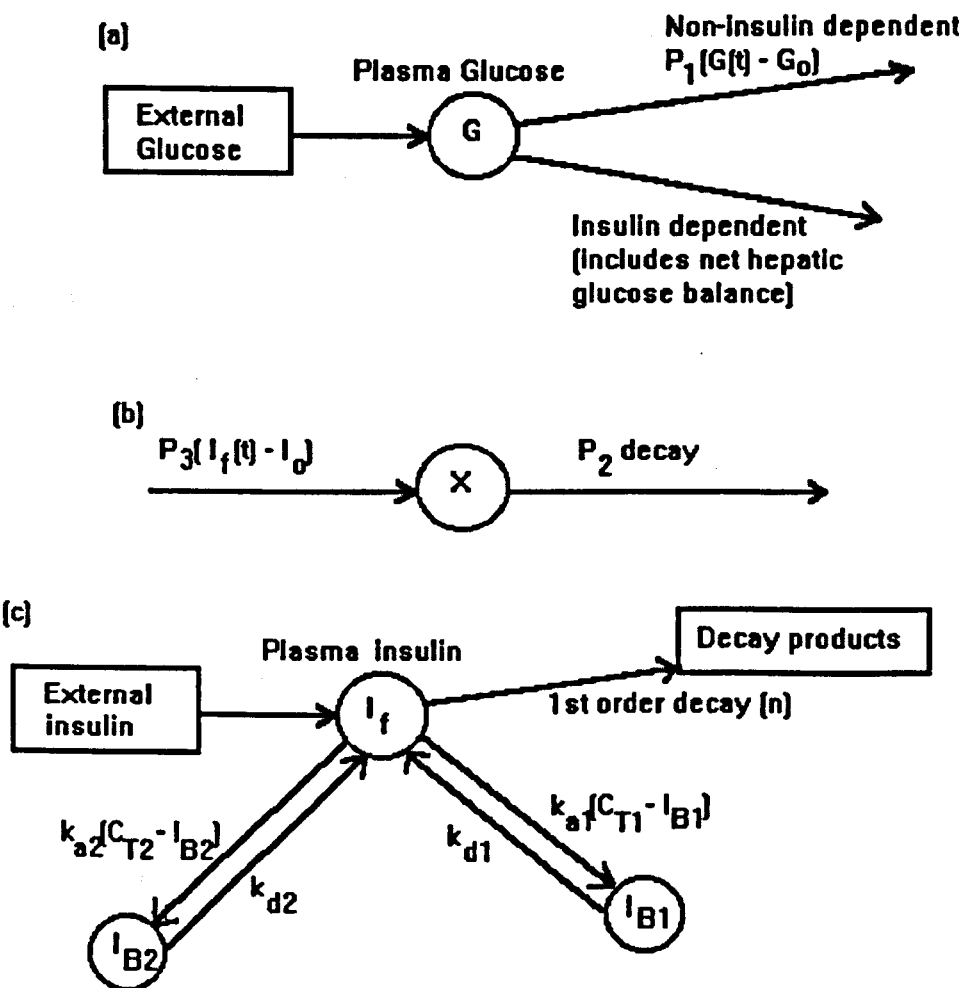 (a)
Non-insulin dependent
P1(G(t) - G0)
Plasma Glucose
External
Glucose
G
Insulin dependent
(includes net hepatic
glucose balance)
(b)
P3( If(t) - Io)
X
P2 decay
(c)
Plasma insulin
Decay products
External
insulin
If
1st order decay (n)
ka2(CT2 - IB2)
kd2
kd1
ka1(CT1 - IB1)
IB2
IB1